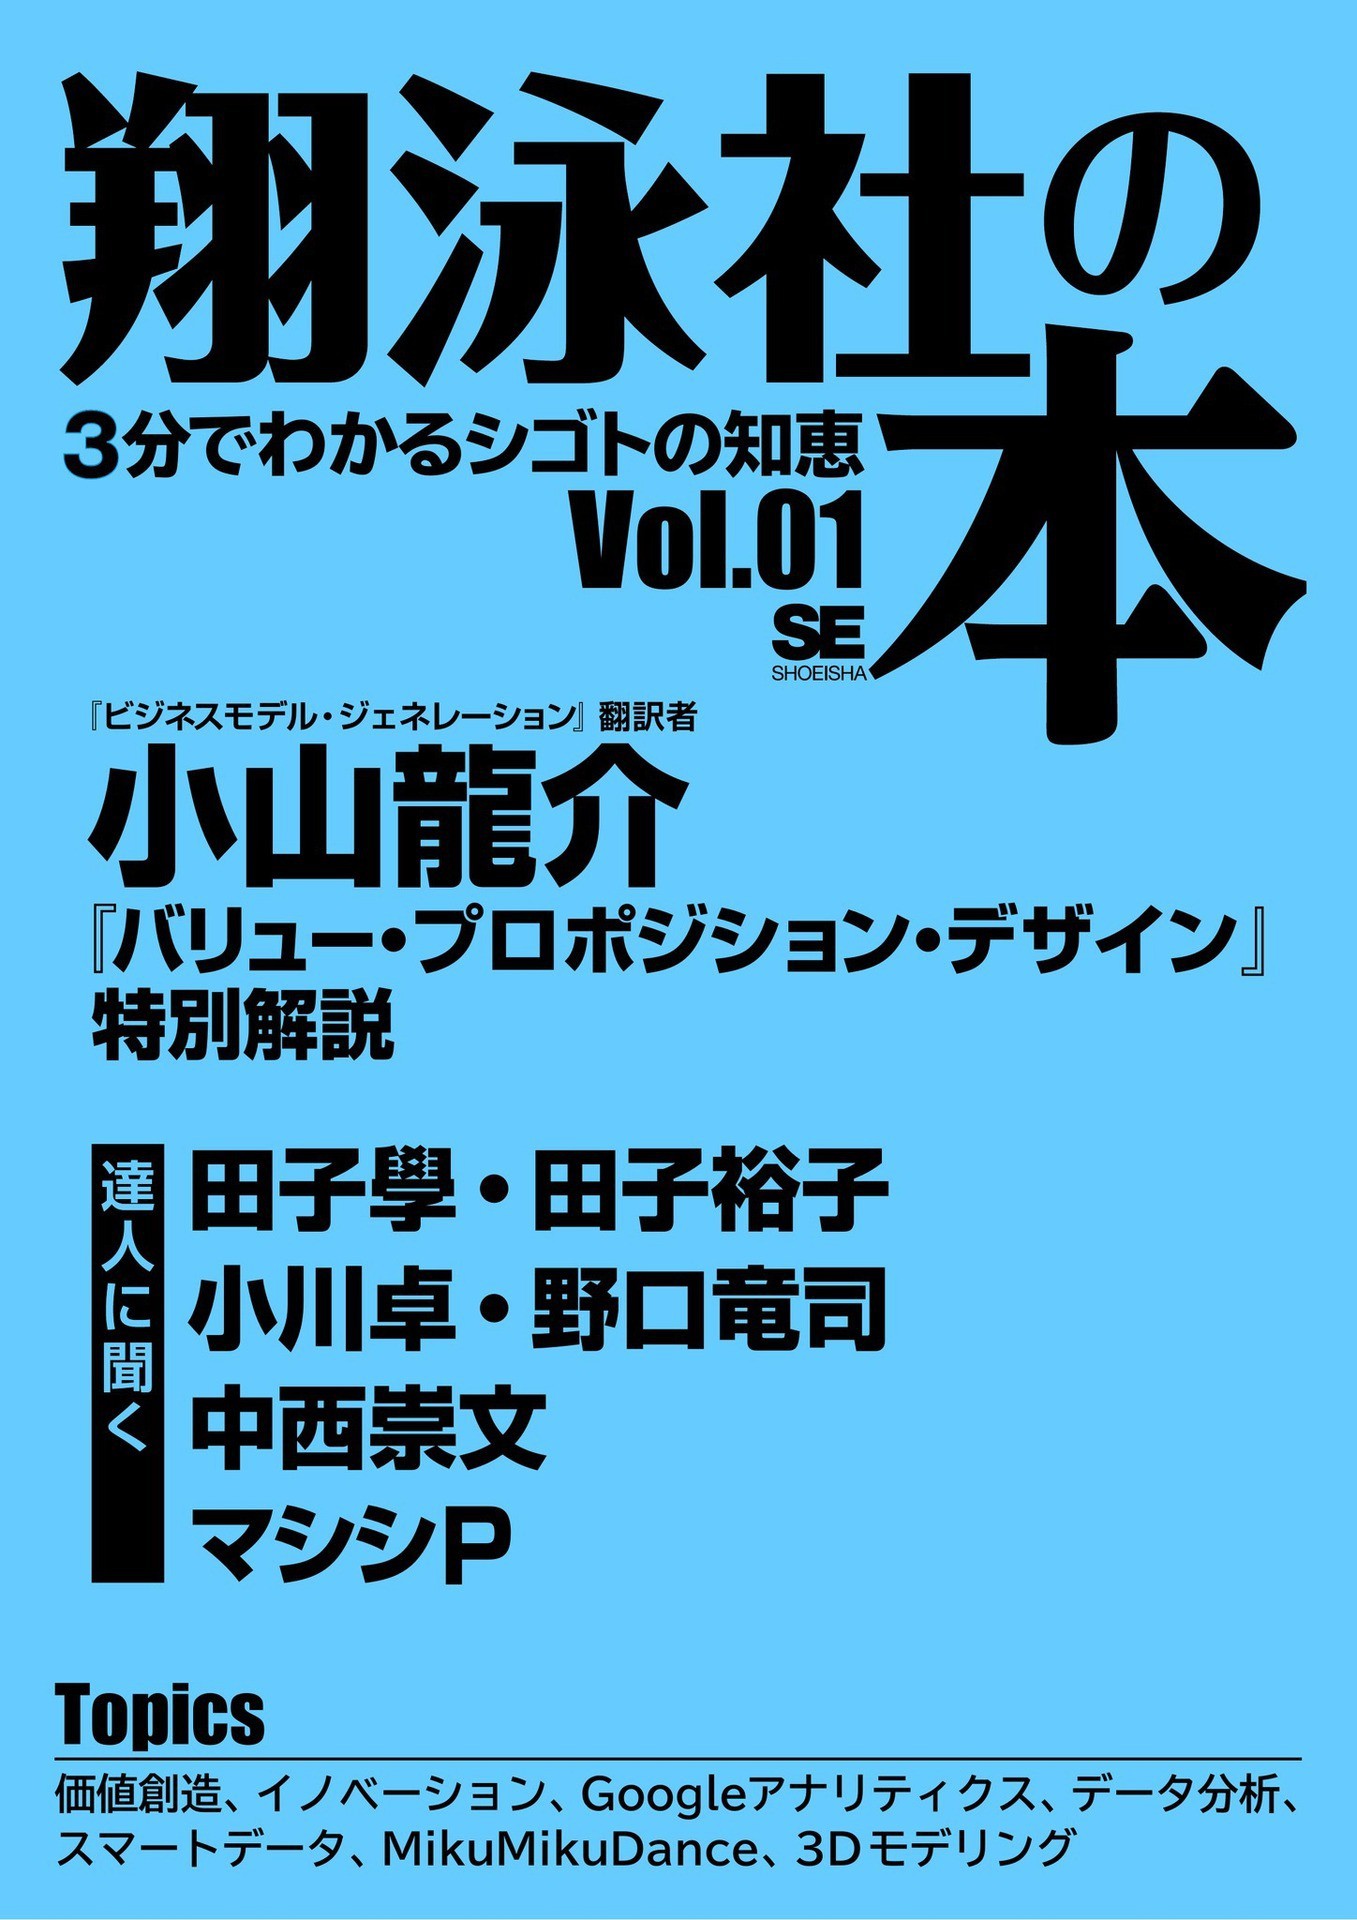 翔泳社の本
3分でわかるシゴトの知恵
Vol.01
SE
SHOEISHA
『ビジネスモデル・ジェネレーション』 翻訳者
小山龍介
『バリュー・プロポジション・デザイン』
特別解説
達人に聞く
田子學・田子裕子
小川卓・野口竜司
中西崇文
マシシP
Topics
価値創造、イノベーション、Googleアナリティクス、データ分析、
スマートデータ、MikuMikuDance、3Dモデリング